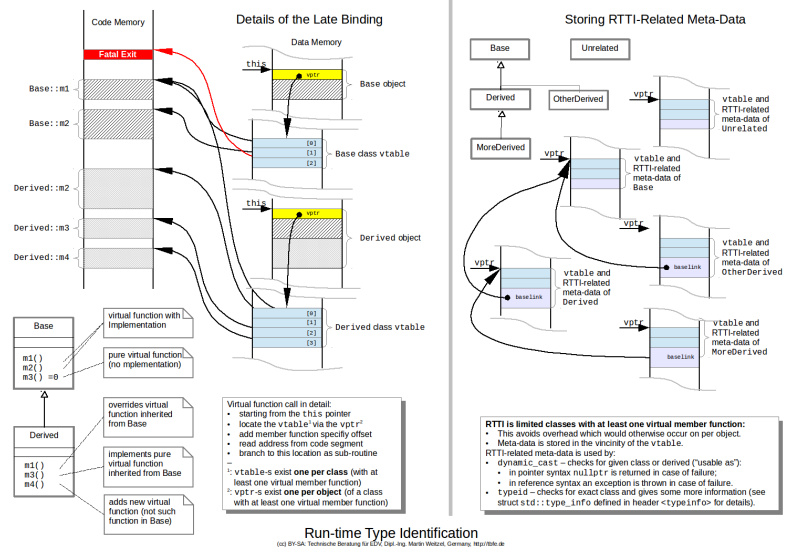 Code Memory
Details of the Late Binding
Data Memory
Fatal Exit
Base::m1
Base::m2
Derived::m2
Derived::m3
Derived::m4
this
vptr
Base object
[0]
[1]
[2]
Base class vtable
this
vptr
Derived object
[0]
[1]
[2]
[3]
Derived class vtable
Base
m1()
m2()
m3() =0
Derived
m1()
m3()
m4()
virtual function with
Implementation
pure virtual function
(no mplementation)
overrides virtual
function inherited
from Base
implements pure
virtual function
inherited from Base
adds new virtual
function (not such
function in Base)
Virtual function call in detail:
• starting from the this pointer
• locate the vtable¹ via the vptr²
• add member function specifiy offset
• read address from code segment
• branch to this location as sub-routine
–
¹: vtable-s exist one per class (with at
least one virtual member function)
²: vptr-s exist one per object (of a class
with at least one virtual member function)
Storing RTTI-Related Meta-Data
Base
Unrelated
Derived
OtherDerived
MoreDerived
vptr
vtable and
RTTI-related
meta-data of
Unrelated
vptr
vtable and
RTTI-related
meta-data of
Base
vptr
baselink
vtable and
RTTI-related
meta-data of
OtherDerived
vptr
baselink
vtable and
RTTI-related
meta-data of
Derived
vptr
baselink
vtable and
RTTI-related
meta-data of
MoreDerived
RTTI is limited classes with at least one virtual member function:
• This avoids overhead which would otherwise occur on per object.
• Meta-data is stored in the vincinity of the vtable.
RTTI-related meta-data is used by:
• dynamic_cast – checks for given class or derived (“usable as”):
• in pointer syntax nullptr is returned in case of failure;
• in reference syntax an exception is thrown in case of failure.
• typeid – checks for exact class and gives some more information (see
struct std::type_info defined in header <typeinfo> for details).
Run-time Type Identification
(cc) BY-SA: Technische Beratung für EDV, Dipl.-Ing. Martin Weitzel, Germany, http://tbfe.de